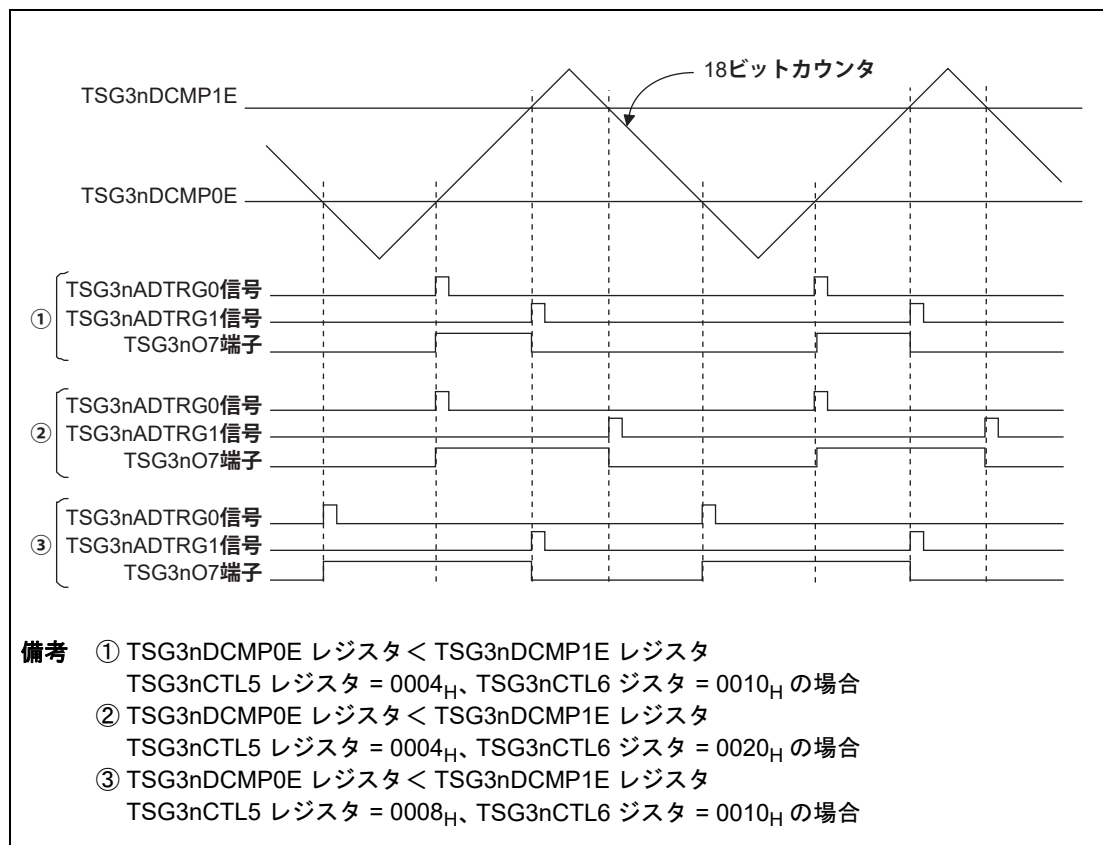 18ビットカウンタ
TSG3nDCMP1E
TSG3nDCMP0E
①
TSG3nADTRG0信号
TSG3nADTRG1信号
TSG3nO7端子
②
TSG3nADTRG0信号
TSG3nADTRG1信号
TSG3nO7端子
③
TSG3nADTRG0信号
TSG3nADTRG1信号
TSG3nO7端子
備考 ① TSG3nDCMP0E レジスタ＜ TSG3nDCMP1E レジスタ
TSG3nCTL5 レジスタ = 0004H、TSG3nCTL6 ジスタ = 0010H の場合
② TSG3nDCMP0E レジスタ＜ TSG3nDCMP1E レジスタ
TSG3nCTL5 レジスタ = 0004H、TSG3nCTL6 ジスタ = 0020H の場合
③ TSG3nDCMP0E レジスタ＜ TSG3nDCMP1E レジスタ
TSG3nCTL5 レジスタ = 0008H、TSG3nCTL6 ジスタ = 0010H の場合